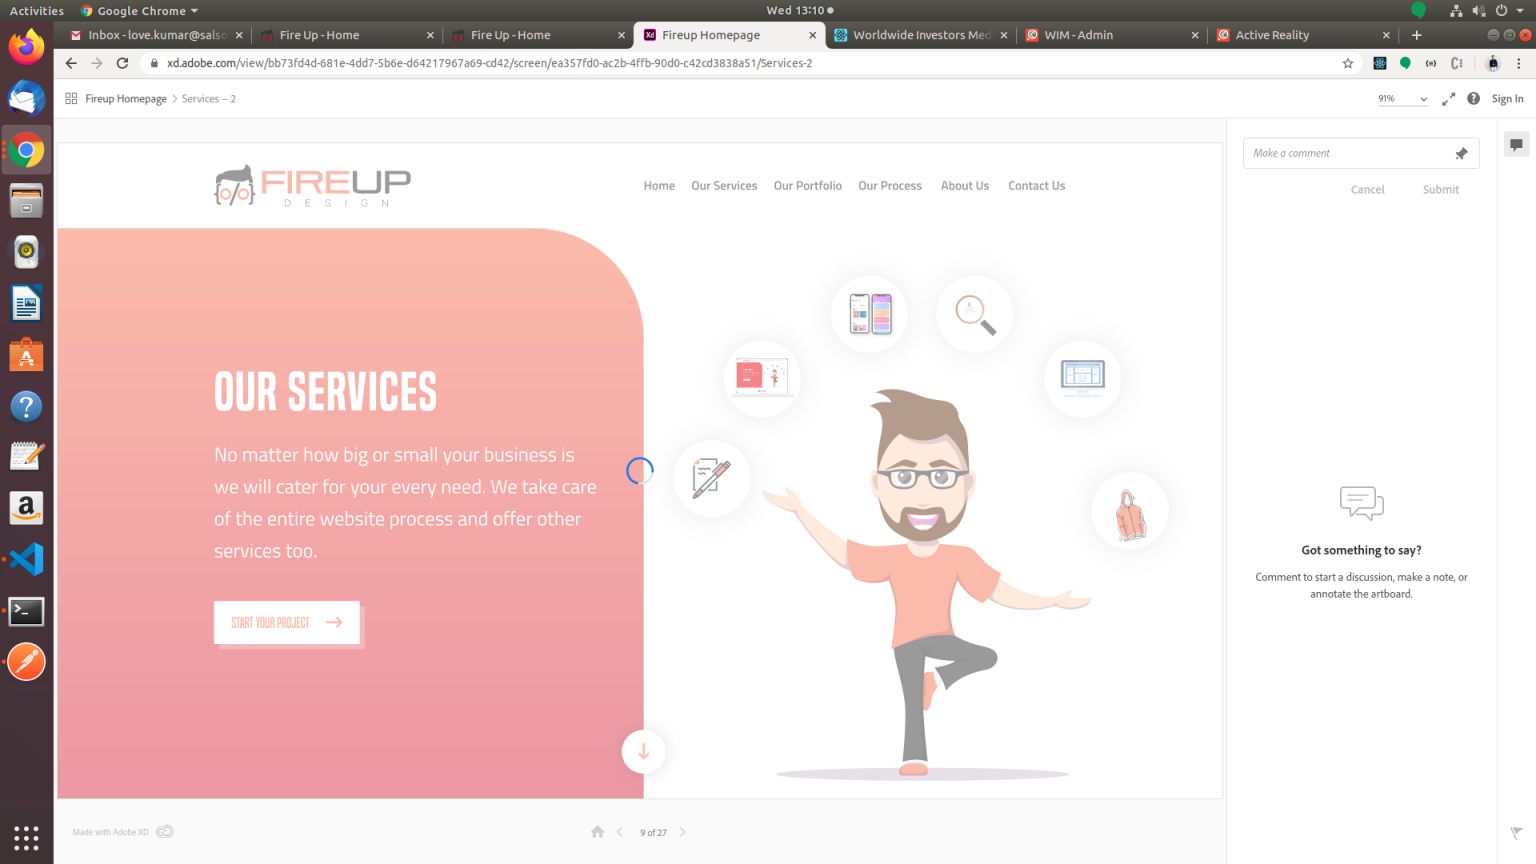 Activities
Google Chrome
Wed 13:10
Inbox - love.kumar@salso
Fire Up - Home
Fire Up - Home
Fireup Homepage
Worldwide Investors Med
WIM - Admin
Active Reality
xd.adobe.com/view/bb73fd4d-681e-4dd7-5b6e-d64217967a69-cd42/screen/ea357fd0-ac2b-4ffb-90d0-c42cd3838a51/Services-2
Fireup Homepage
Services – 2
91%
Sign In
FIREUP
DESIGN
Home
Our Services
Our Portfolio
Our Process
About Us
Contact Us
OUR SERVICES
No matter how big or small your business is
we will cater for your every need. We take care
of the entire website process and offer other
services too.
START YOUR PROJECT
Make a comment
Cancel
Submit
Got something to say?
Comment to start a discussion, make a note, or
annotate the artboard.
Made with Adobe XD
9 of 27